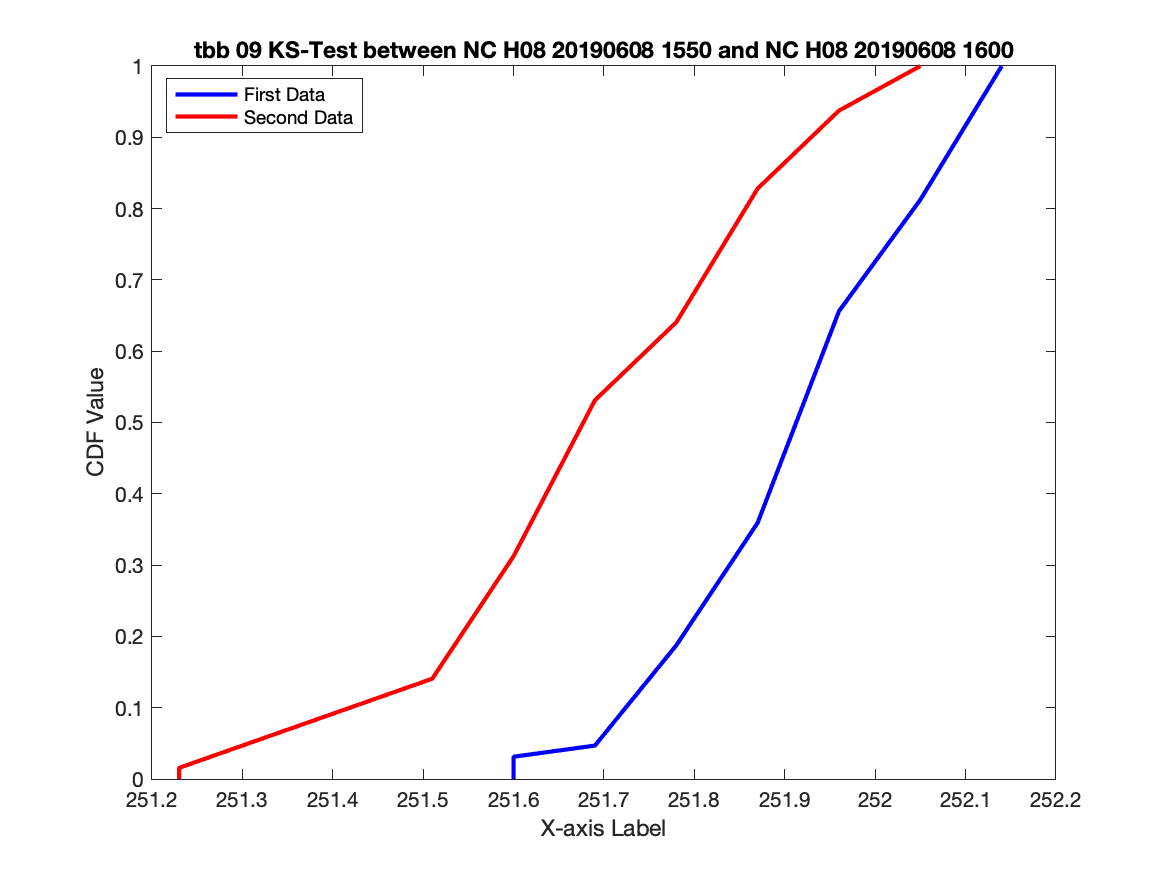 tbb 09 KS-Test between NC H08 20190608 1550 and NC H08 20190608 1600
First Data
Second Data
1
0.9
0.8
0.7
0.6
0.5
0.4
0.3
0.2
0.1
0
CDF Value
251.2 251.3 251.4 251.5 251.6 251.7 251.8 251.9 252 252.1 252.2
X-axis Label